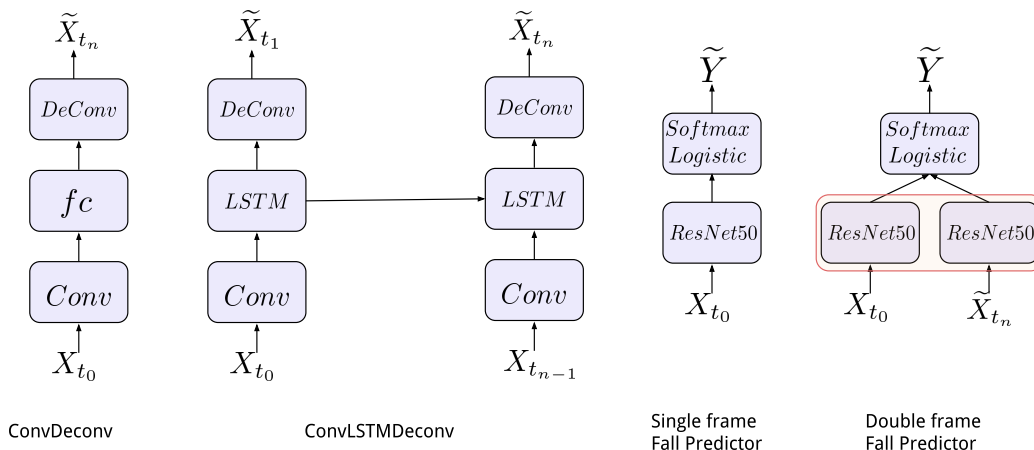 X̃_{t_n}
DeConv
fc
Conv
X_{t_0}
ConvDeconv
X̃_{t_1}
DeConv
LSTM
Conv
X_{t_0}
X̃_{t_n}
DeConv
LSTM
Conv
X_{t_{n-1}}
ConvLSTMDeconv
Ỹ
Softmax
Logistic
ResNet50
X_{t_0}
Single frame
Fall Predictor
Ỹ
Softmax
Logistic
ResNet50
ResNet50
X_{t_0}
X̃_{t_n}
Double frame
Fall Predictor